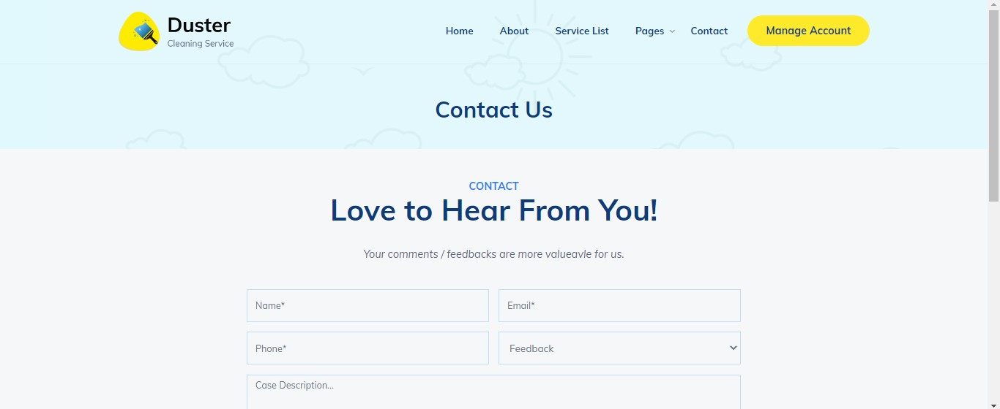 Duster
Cleaning Service
Home About Service List Pages Contact Manage Account
Contact Us
CONTACT
Love to Hear From You!
Your comments / feedbacks are more valueavle for us.
Name* Email*
Phone* Feedback
Case Description...